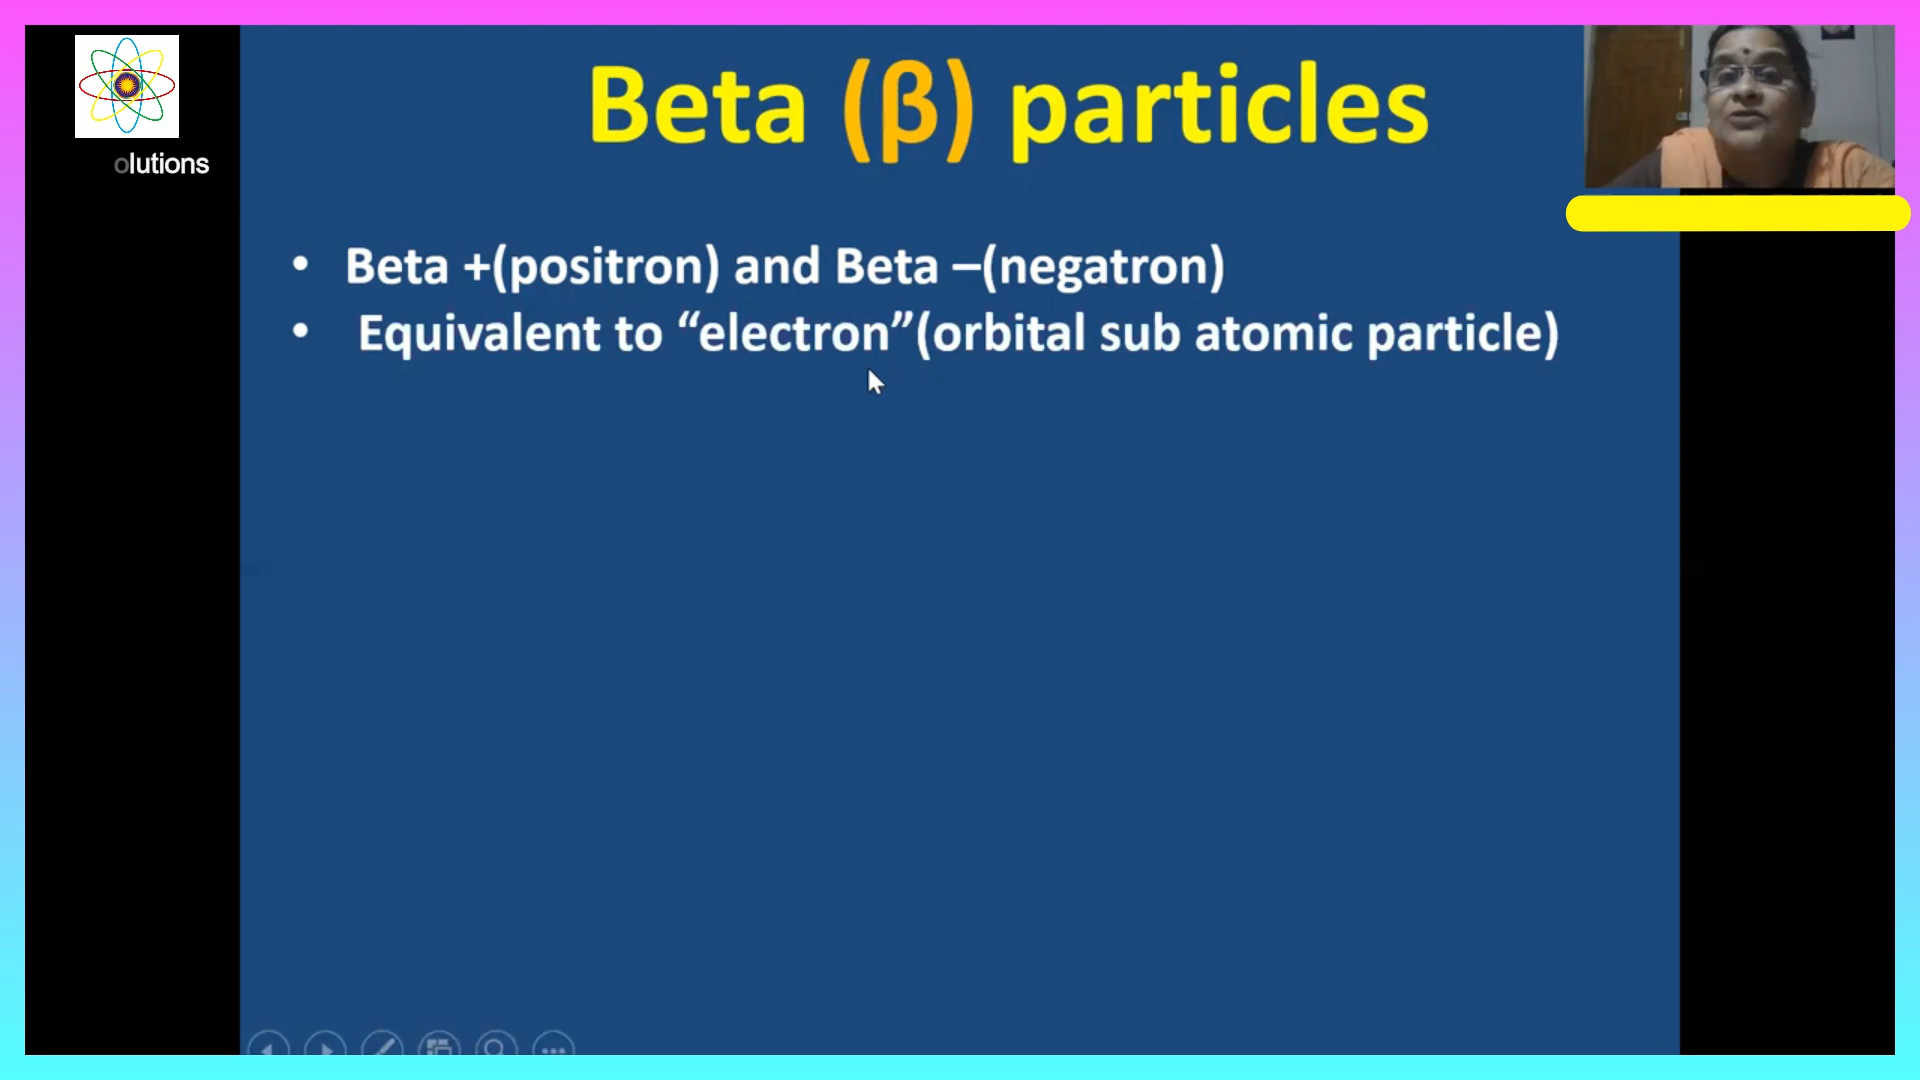 olutions
Beta (β) particles
• Beta +(positron) and Beta –(negatron)
• Equivalent to “electron”(orbital sub atomic particle)